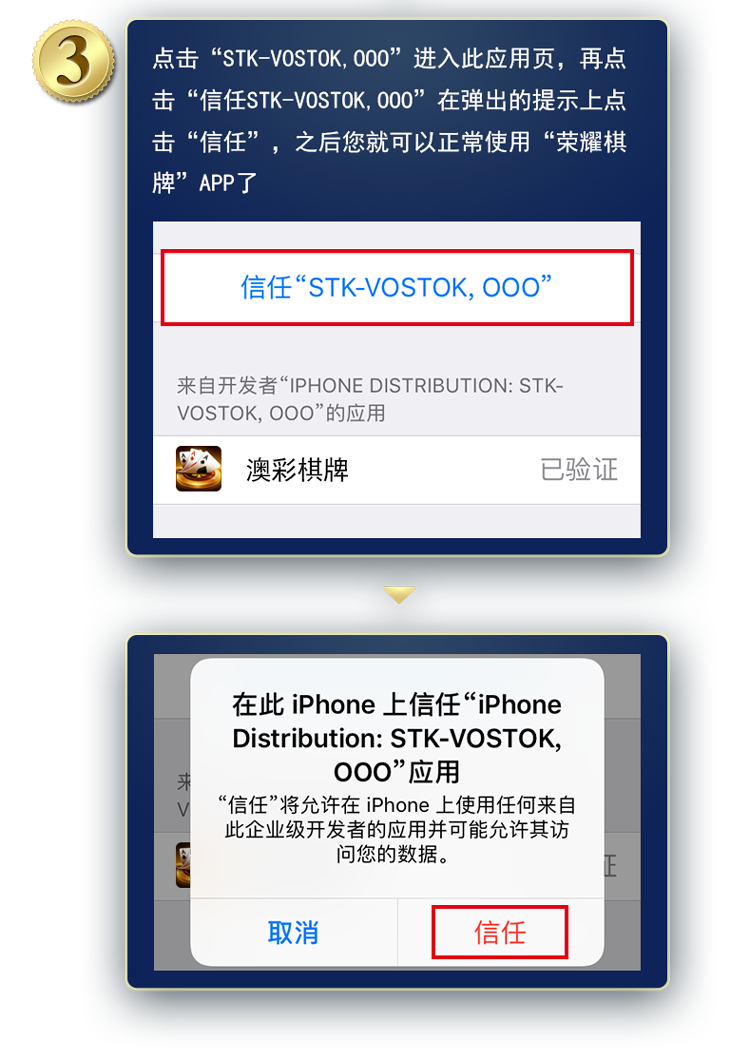 3
点击“STK-VOSTOK,OOO”进入此应用页，再点
击“信任STK-VOSTOK,OOO”在弹出的提示上点
击“信任”，之后您就可以正常使用“荣耀棋
牌”APP了
信任“STK-VOSTOK, OOO”
来自开发者“IPHONE DISTRIBUTION: STK-
VOSTOK, OOO”的应用
澳彩棋牌 已验证
在此 iPhone 上信任“iPhone
Distribution: STK-VOSTOK,
OOO”应用
“信任”将允许在 iPhone 上使用任何来自
此企业级开发者的应用并可能允许其访
问您的数据。
来
V
证
取消 信任